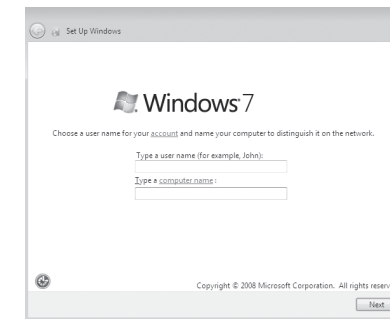 Set Up Windows
Windows 7
Choose a user name for your account and name your computer to distinguish it on the network.
Type a user name (for example, John):
Type a computer name :
Copyright © 2008 Microsoft Corporation. All rights reserv
Next